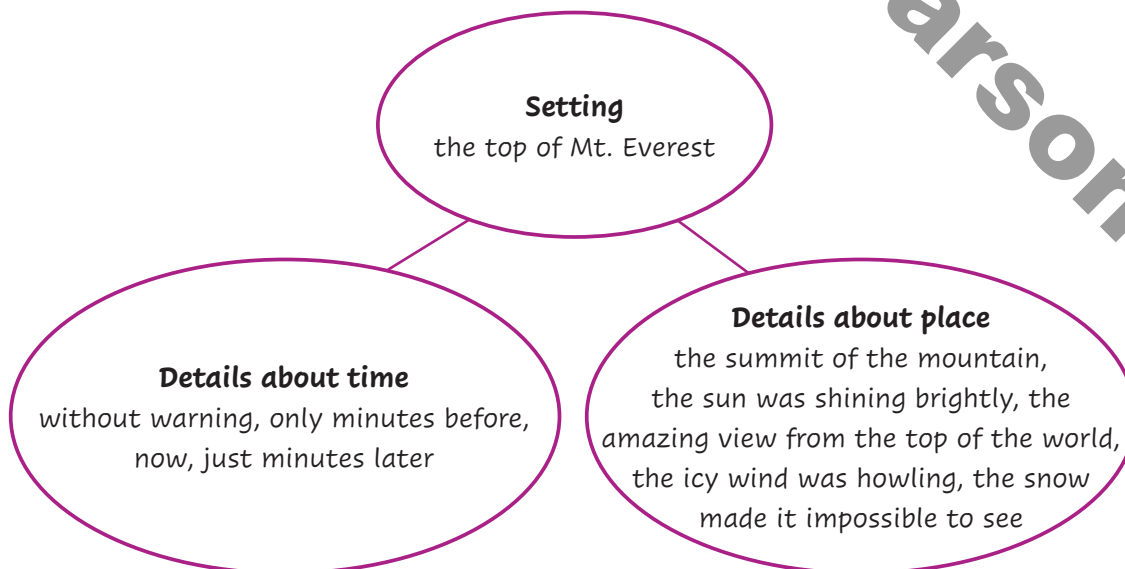 Setting
the top of Mt. Everest
Details about time
without warning, only minutes before,
now, just minutes later
Details about place
the summit of the mountain,
the sun was shining brightly, the
amazing view from the top of the world,
the icy wind was howling, the snow
made it impossible to see
arson